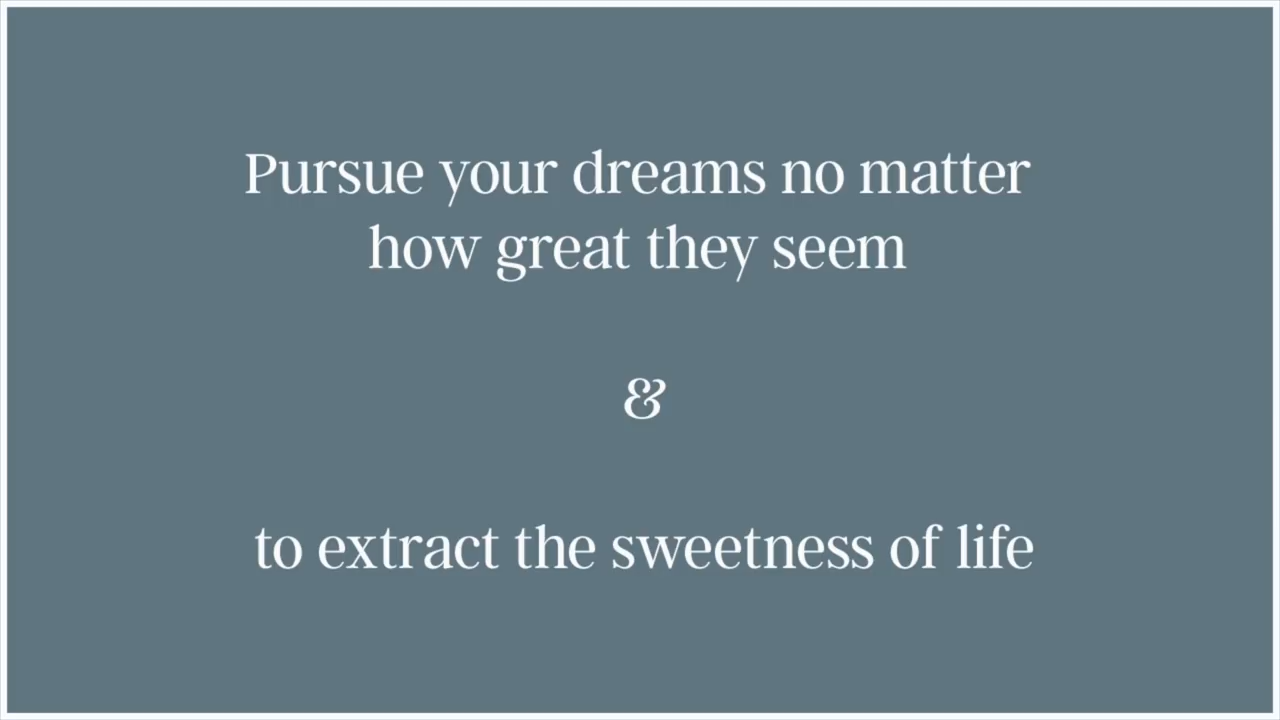 Pursue your dreams no matter
how great they seem
&
to extract the sweetness of life